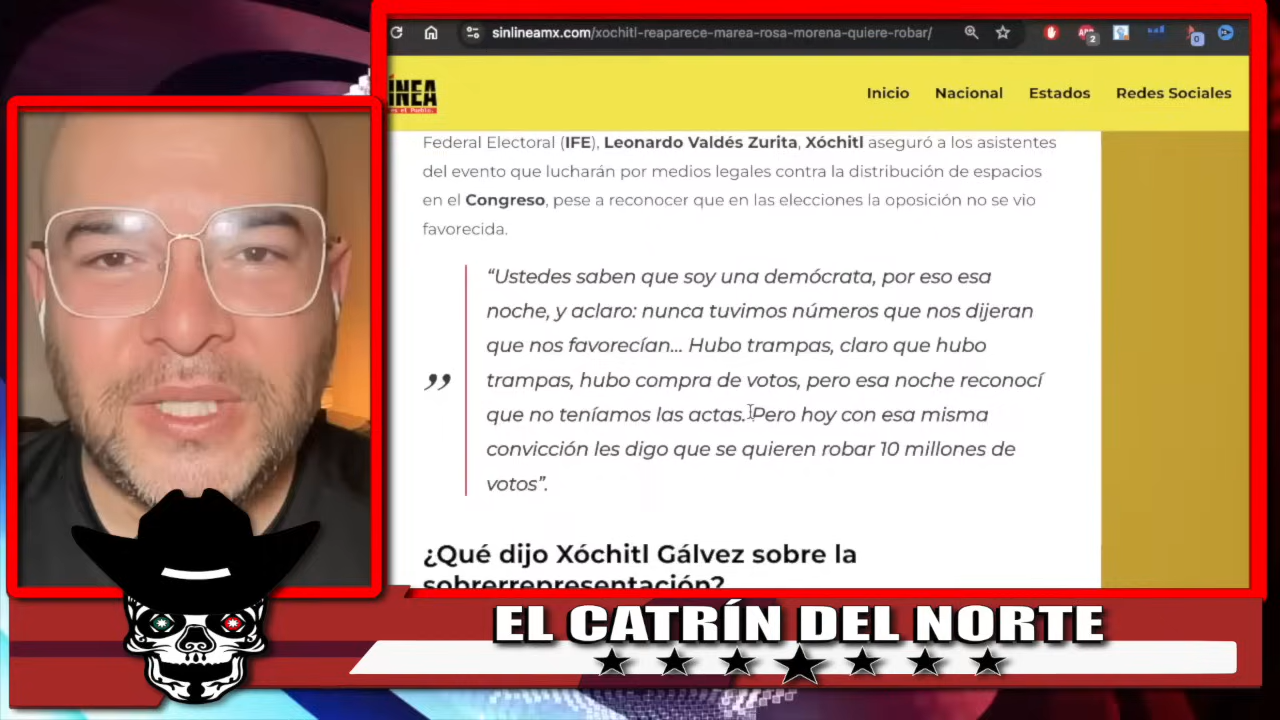 sinlineamx.com/xochitl-reaparece-marea-rosa-morena-quiere-robar/
ÍNEA
Inicio Nacional Estados Redes Sociales
Federal Electoral (IFE), Leonardo Valdés Zurita, Xóchitl aseguró a los asistentes
del evento que lucharán por medios legales contra la distribución de espacios
en el Congreso, pese a reconocer que en las elecciones la oposición no se vio
favorecida.
“Ustedes saben que soy una demócrata, por eso esa
noche, y aclaro: nunca tuvimos números que nos dijeran
que nos favorecían... Hubo trampas, claro que hubo
trampas, hubo compra de votos, pero esa noche reconocí
que no teníamos las actas. Pero hoy con esa misma
convicción les digo que se quieren robar 10 millones de
votos”.
¿Qué dijo Xóchitl Gálvez sobre la
sobrerrepresentación?
EL CATRÍN DEL NORTE